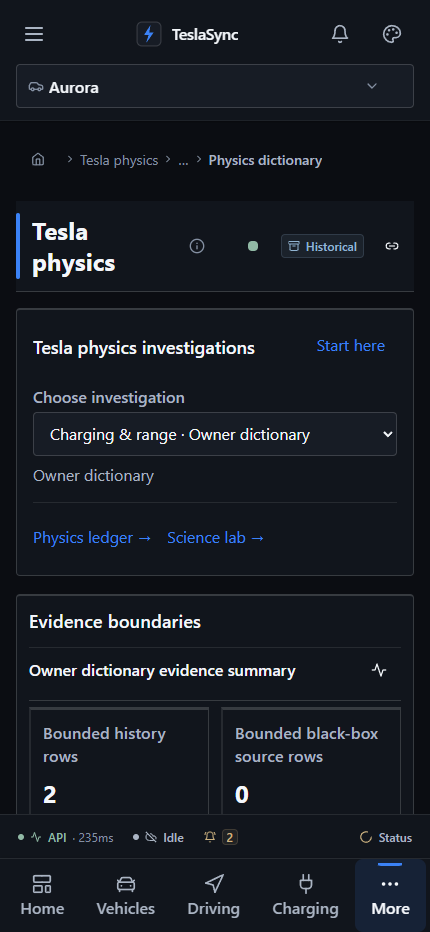 TeslaSync
Aurora
Tesla physics
...
Physics dictionary
Tesla
physics
Historical
Tesla physics investigations
Start here
Choose investigation
Charging & range · Owner dictionary
Owner dictionary
Physics ledger →
Science lab →
Evidence boundaries
Owner dictionary evidence summary
Bounded history
rows
2
Bounded black-box
source rows
0
API · 235ms
Idle
2
Status
Home
Vehicles
Driving
Charging
More